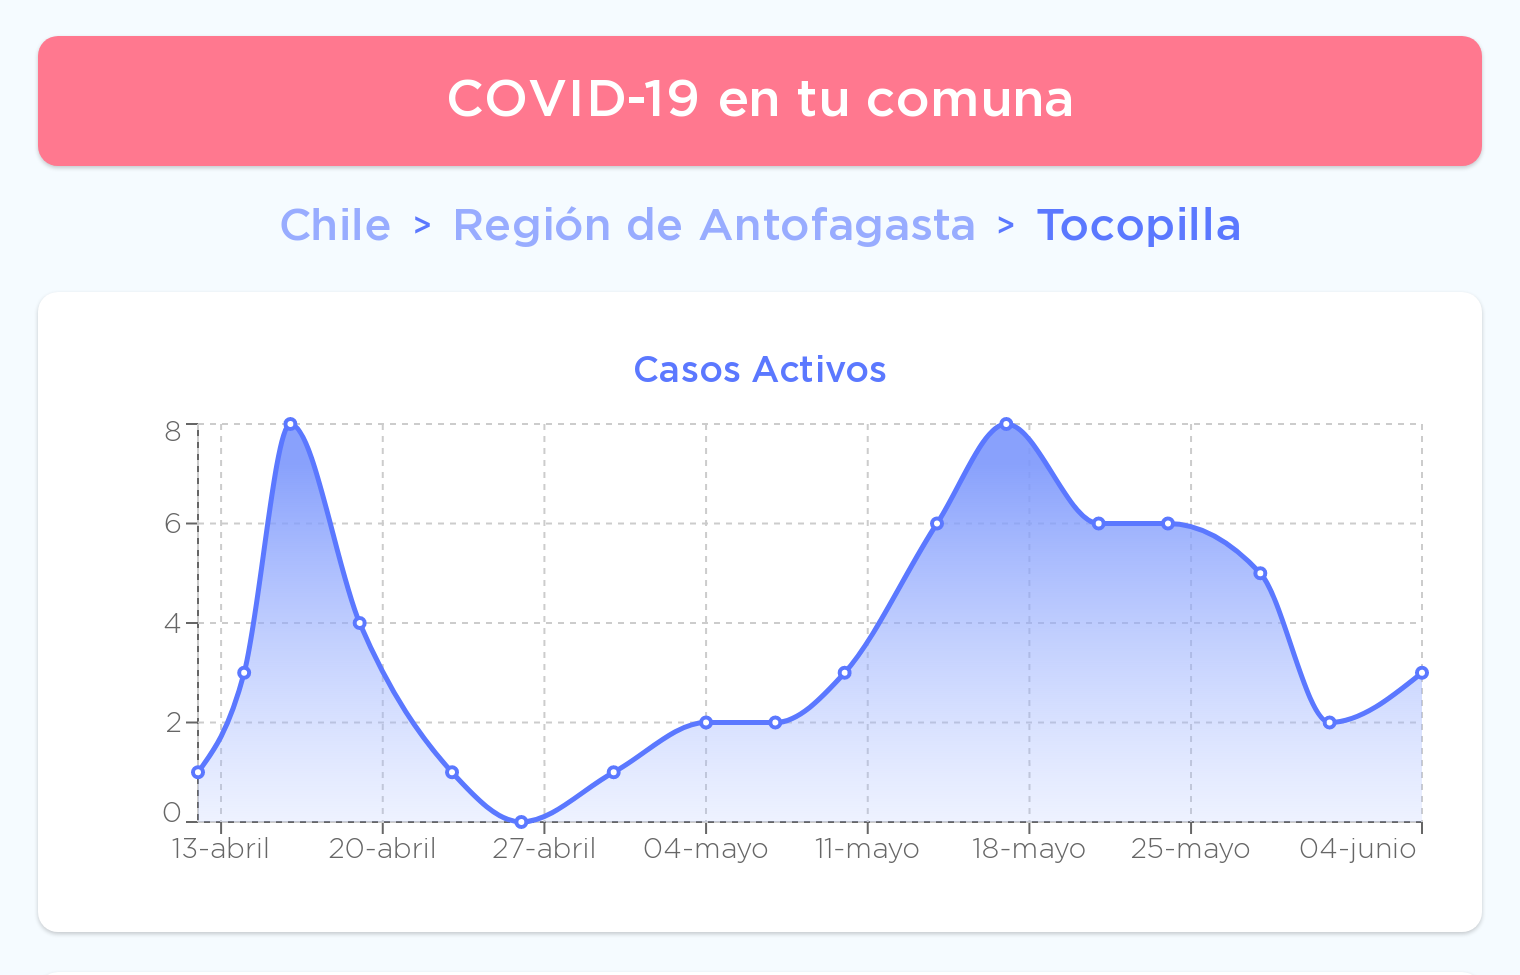 COVID-19 en tu comuna
Chile > Región de Antofagasta > Tocopilla
Casos Activos
8
6
4
2
0
13-abril 20-abril 27-abril 04-mayo 11-mayo 18-mayo 25-mayo 04-junio